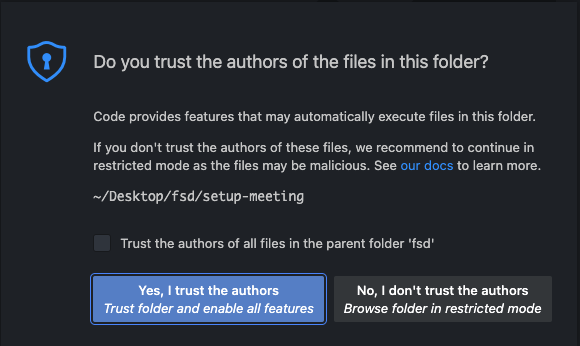 Do you trust the authors of the files in this folder?
Code provides features that may automatically execute files in this folder.
If you don't trust the authors of these files, we recommend to continue in
restricted mode as the files may be malicious. See our docs to learn more.
~/Desktop/fsd/setup-meeting
Trust the authors of all files in the parent folder 'fsd'
Yes, I trust the authors
Trust folder and enable all features
No, I don't trust the authors
Browse folder in restricted mode